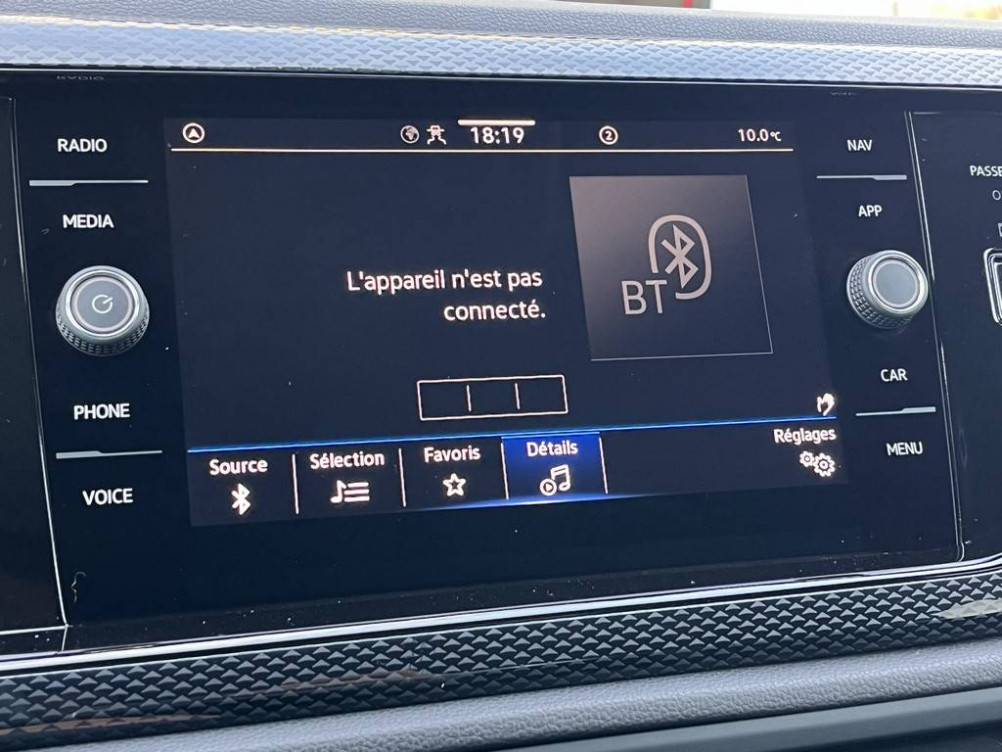 RADIO
MEDIA
PHONE
VOICE
18:19
2
10.0°C
L'appareil n'est pas
connecté.
BT
Source
Sélection
Favoris
Détails
Réglages
NAV
APP
CAR
MENU